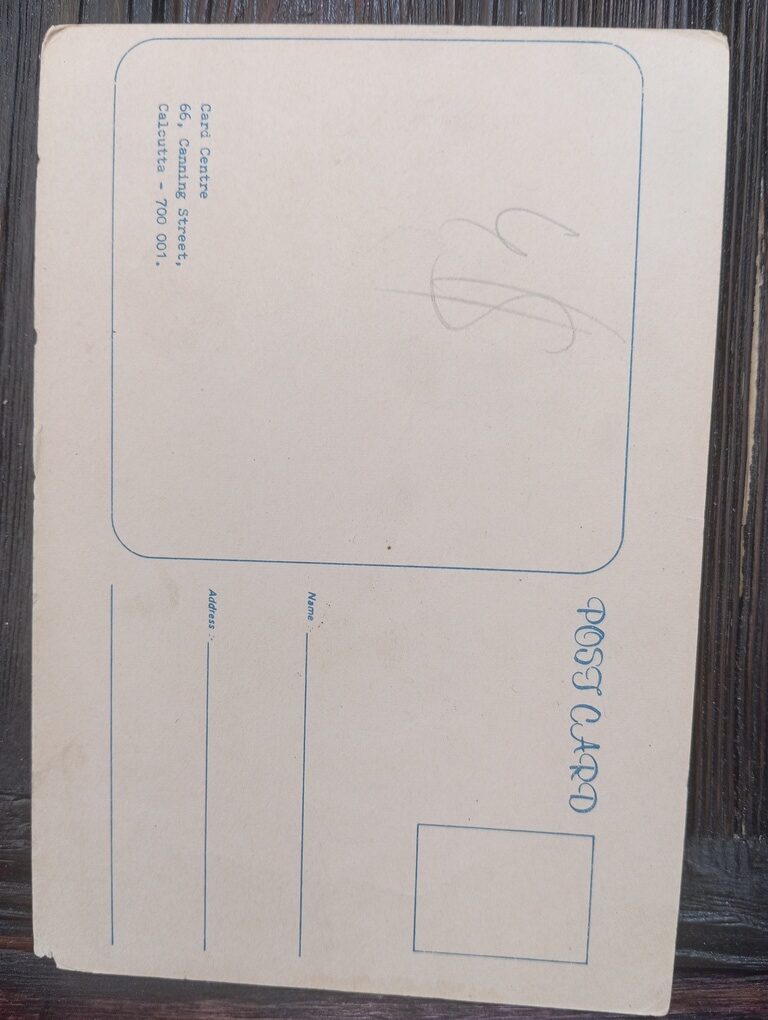 Card Centre
66, Canning Street,
Calcutta - 700 001.
POST CARD
Name :-
Address :-